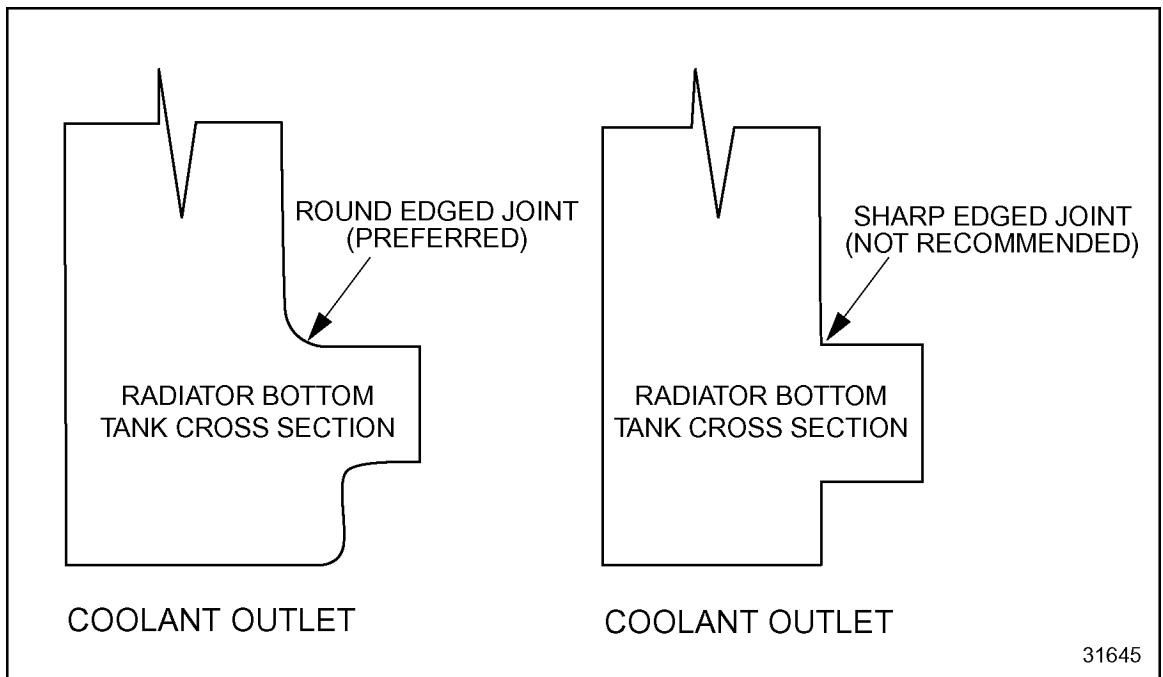 ROUND EDGED JOINT
(PREFERRED)
RADIATOR BOTTOM
TANK CROSS SECTION
COOLANT OUTLET
SHARP EDGED JOINT
(NOT RECOMMENDED)
RADIATOR BOTTOM
TANK CROSS SECTION
COOLANT OUTLET
31645